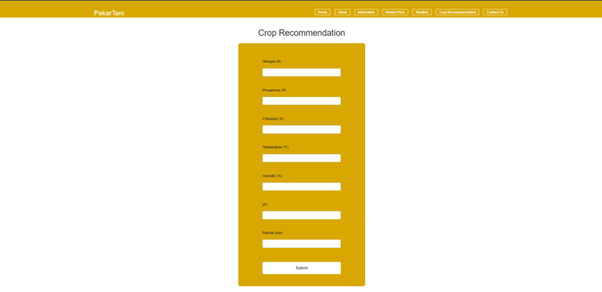 PakarTani
Home About Information Market Price Weather Crop Recommendation Contact Us
Crop Recommendation
Nitrogen (N)
Phosphorus (P)
Potassium (K)
Temperature (°C)
Humidity (%)
pH
Rainfall (mm)
Submit